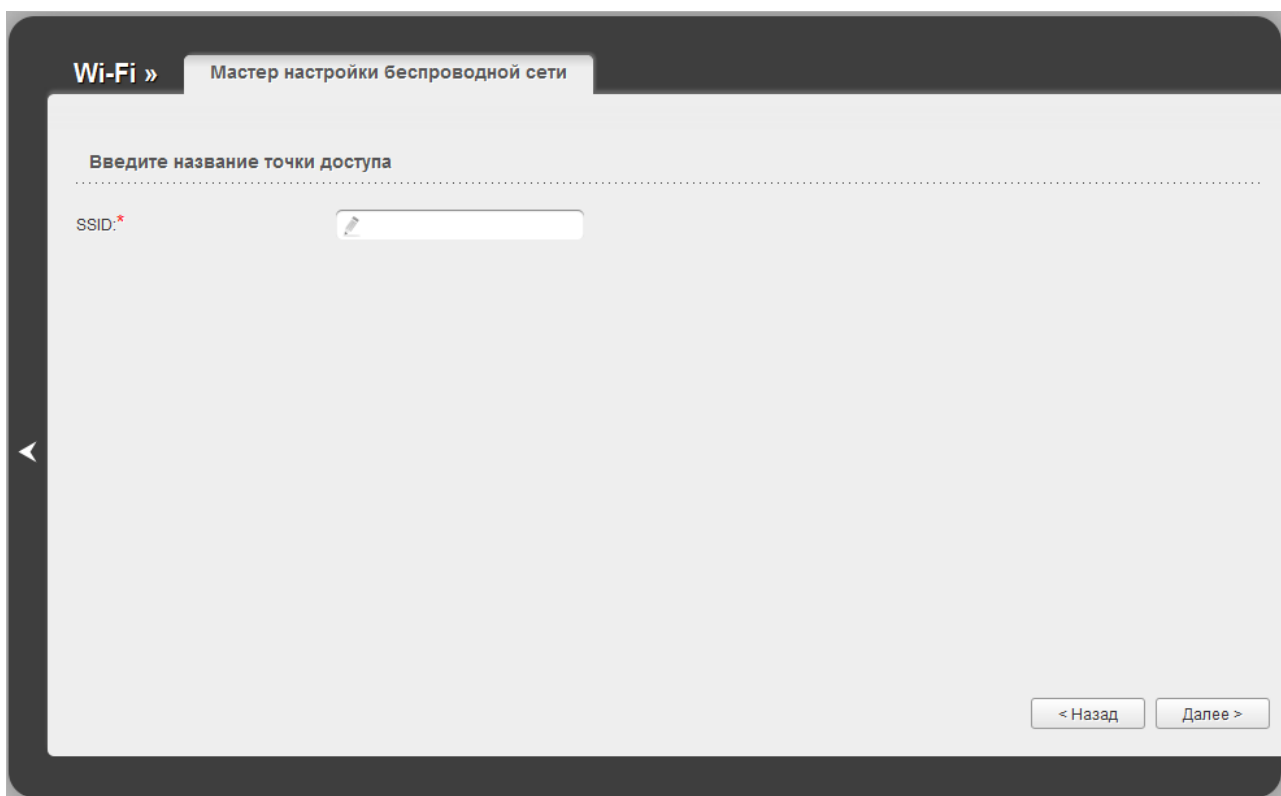 Wi-Fi » Мастер настройки беспроводной сети
Введите название точки доступа
SSID:*
< Назад Далее >